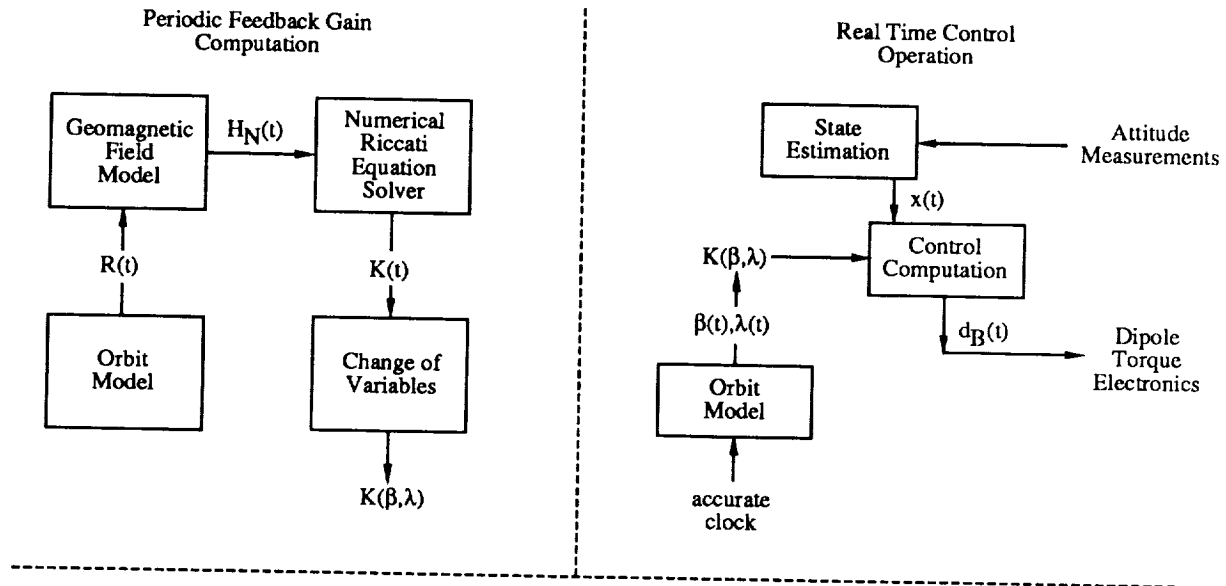 Periodic Feedback Gain
Computation
Geomagnetic
Field
Model
H_N(t)
Numerical
Riccati
Equation
Solver
R(t)
K(t)
Orbit
Model
Change of
Variables
K(β,λ)
Real Time Control
Operation
State
Estimation
Attitude
Measurements
x(t)
K(β,λ)
Control
Computation
β(t),λ(t)
d_B(t)
Dipole
Torque
Electronics
Orbit
Model
accurate
clock